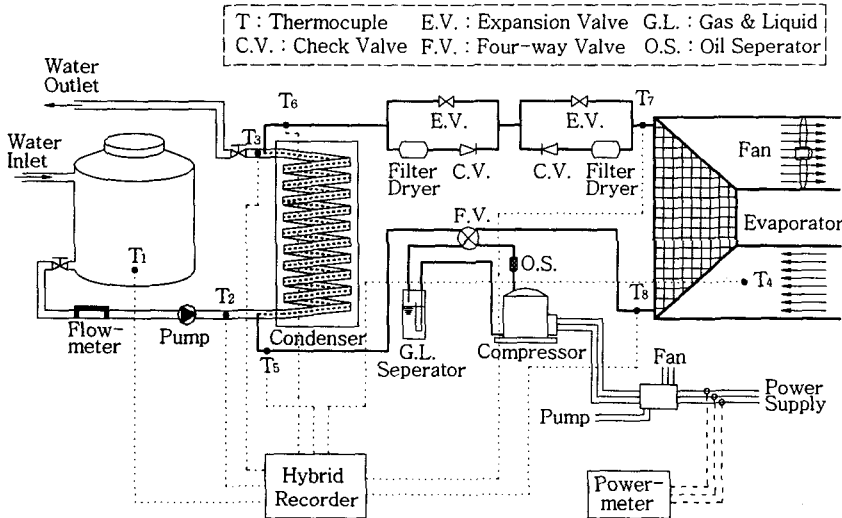 T : Thermocuple E.V. : Expansion Valve G.L. : Gas & Liquid
C.V. : Check Valve F.V. : Four-way Valve O.S. : Oil Seperator
Water
Outlet
Water
Inlet
T6
T3
E.V.
E.V.
Filter
Dryer
C.V.
C.V.
Filter
Dryer
T7
Fan
Evaporator
F.V.
O.S.
T1
T2
T4
T8
Flow-
meter
Pump
Condenser
T5
G.L.
Seperator
Compressor
Fan
Power
Supply
Pump
Hybrid
Recorder
Power-
meter